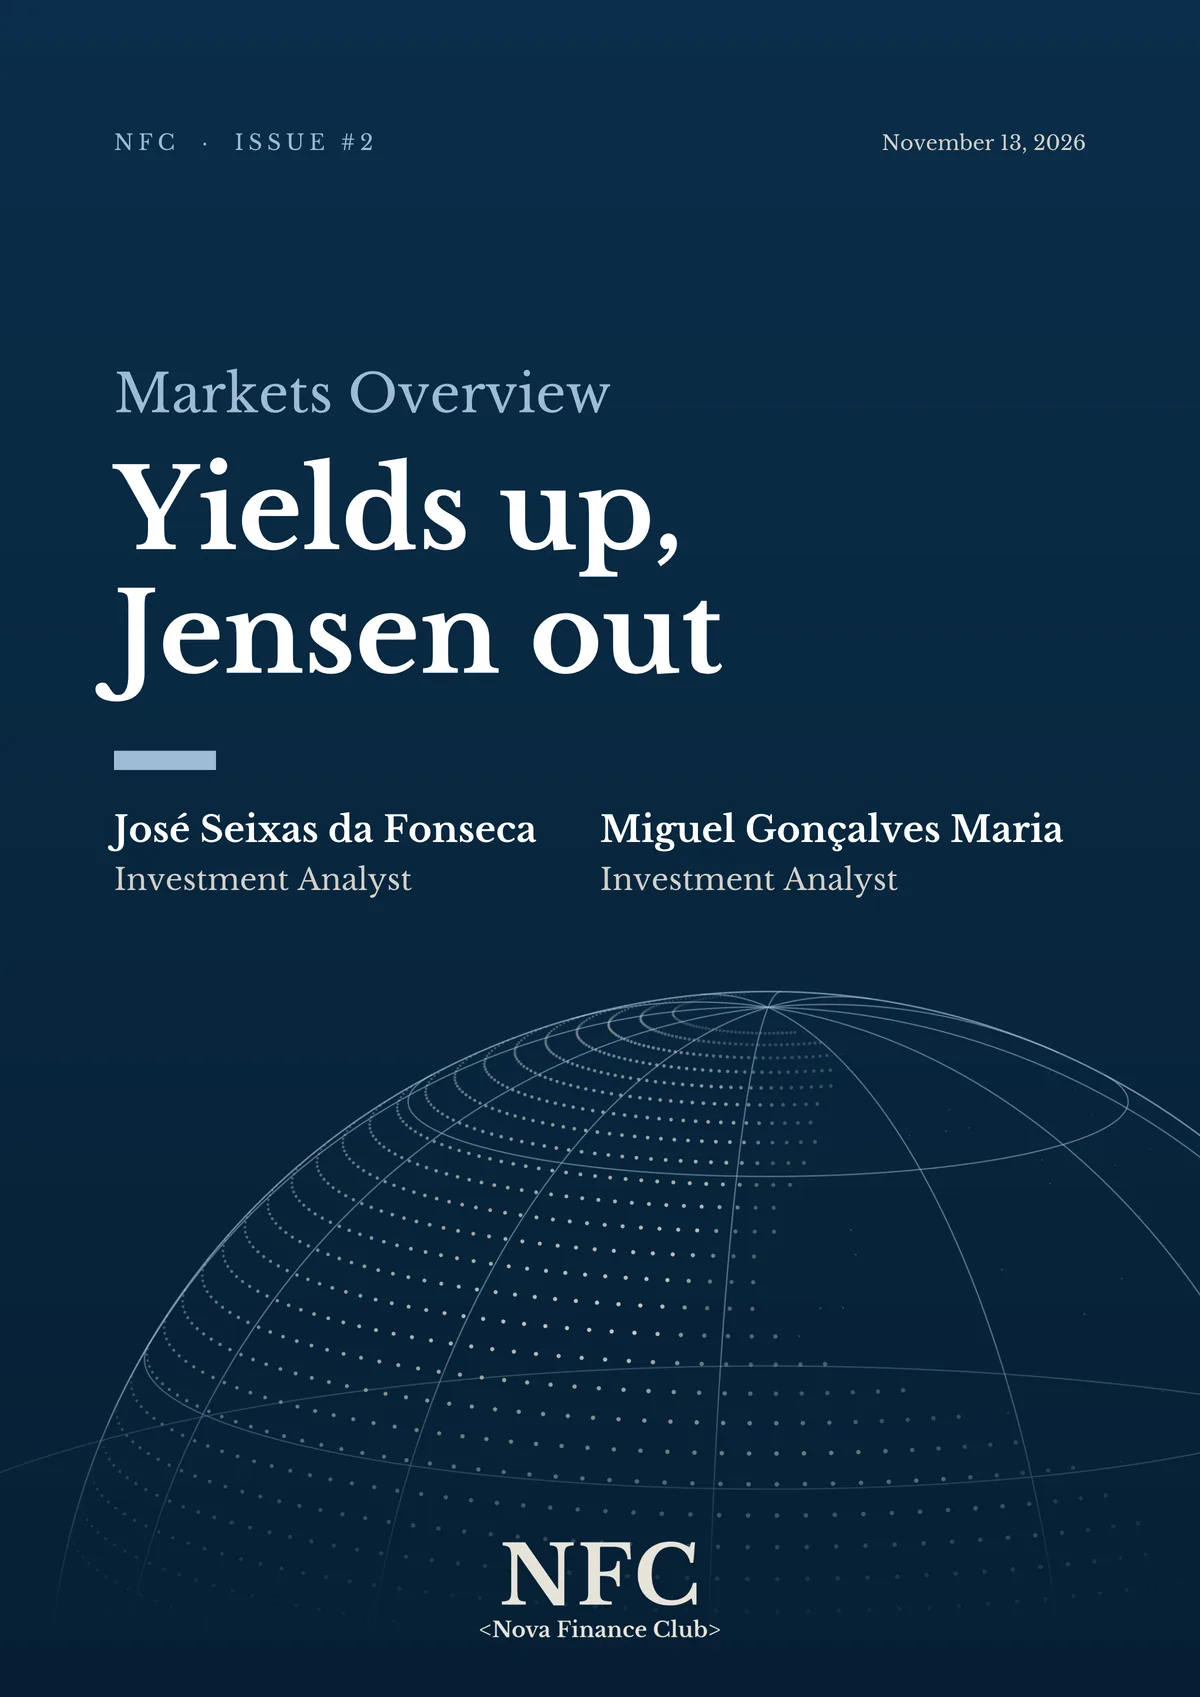 NFC · ISSUE #2
November 13, 2026
Markets Overview
Yields up,
Jensen out
José Seixas da Fonseca
Investment Analyst
Miguel Gonçalves Maria
Investment Analyst
NFC
<Nova Finance Club>